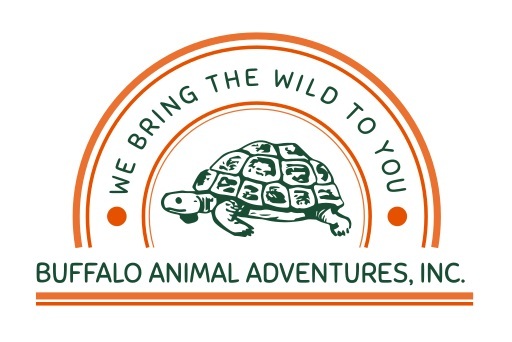 WE BRING THE WILD TO YOU
BUFFALO ANIMAL ADVENTURES, INC.